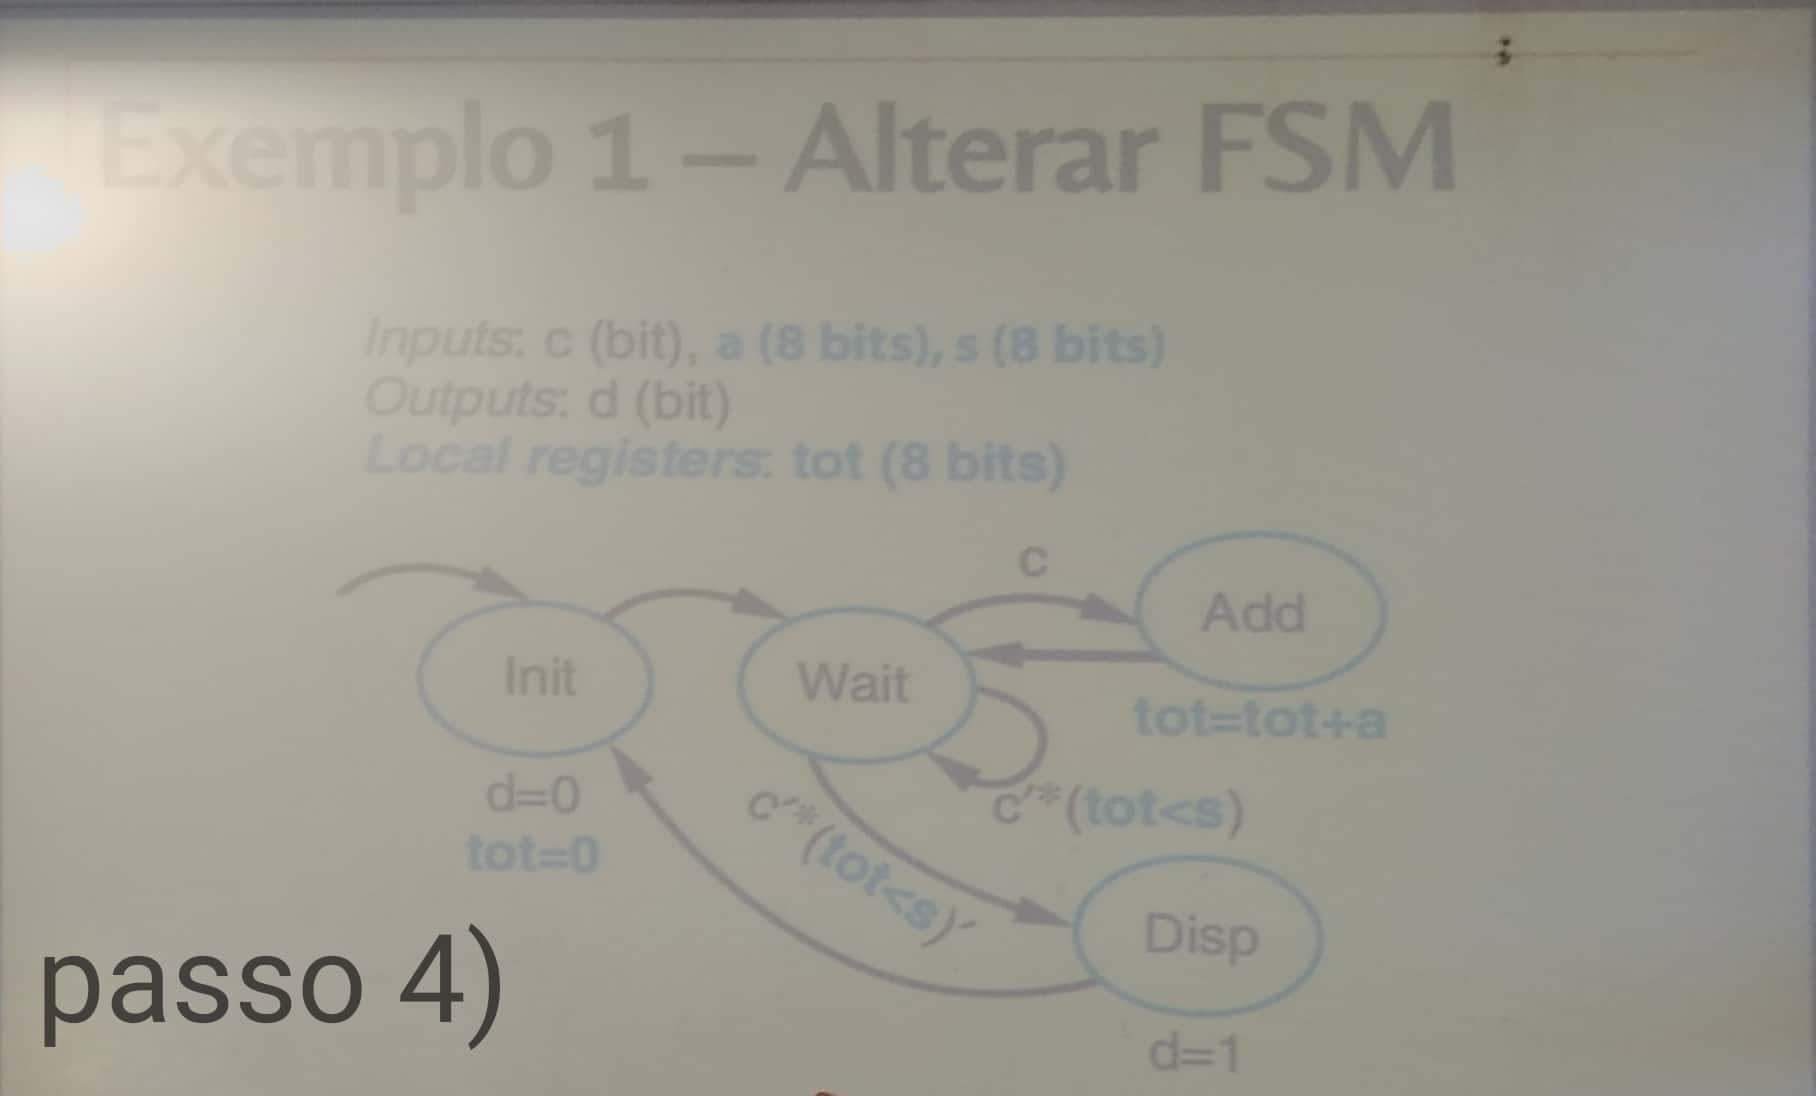 Exemplo 1 – Alterar FSM
Inputs: c (bit), a (8 bits), s (8 bits)
Outputs: d (bit)
Local registers: tot (8 bits)
c
Add
Init
Wait
tot=tot+a
d=0
c′*(tot<s)
c′*(tot<s)′
tot=0
Disp
passo 4)
d=1